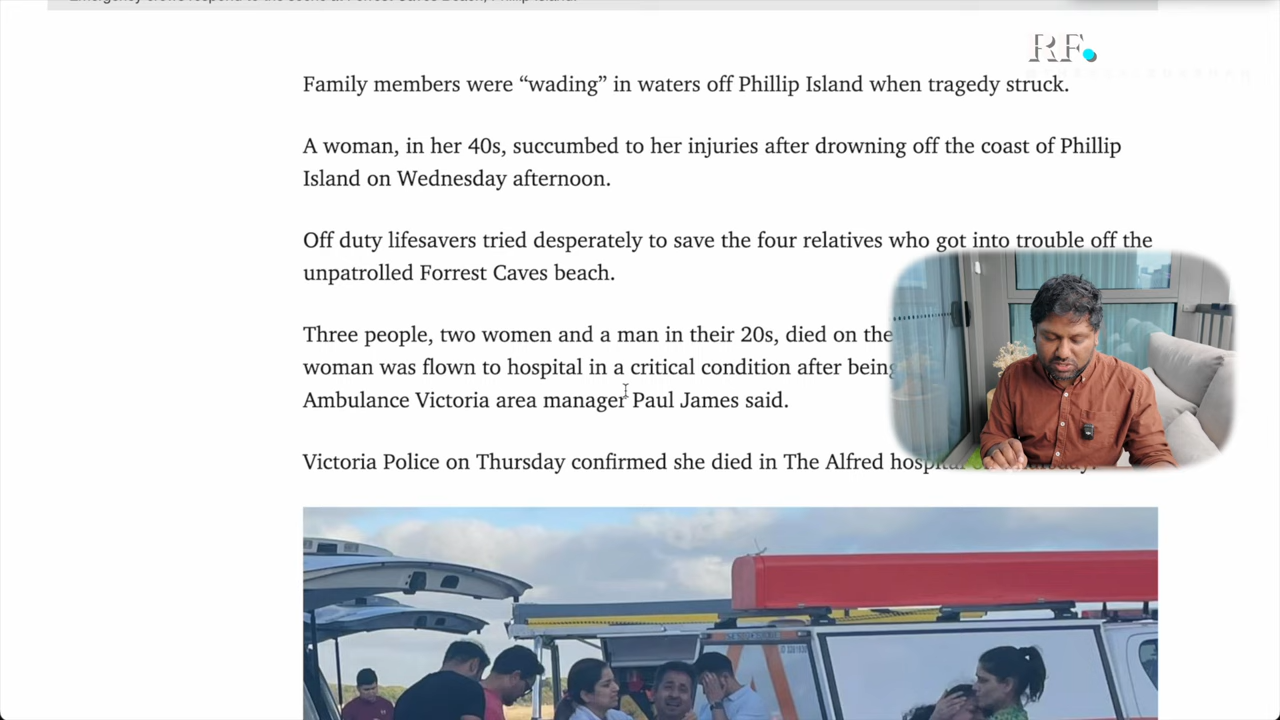 RF.
Family members were “wading” in waters off Phillip Island when tragedy struck.
A woman, in her 40s, succumbed to her injuries after drowning off the coast of Phillip
Island on Wednesday afternoon.
Off duty lifesavers tried desperately to save the four relatives who got into trouble off the
unpatrolled Forrest Caves beach.
Three people, two women and a man in their 20s, died on the
woman was flown to hospital in a critical condition after being
Ambulance Victoria area manager Paul James said.
Victoria Police on Thursday confirmed she died in The Alfred hospital